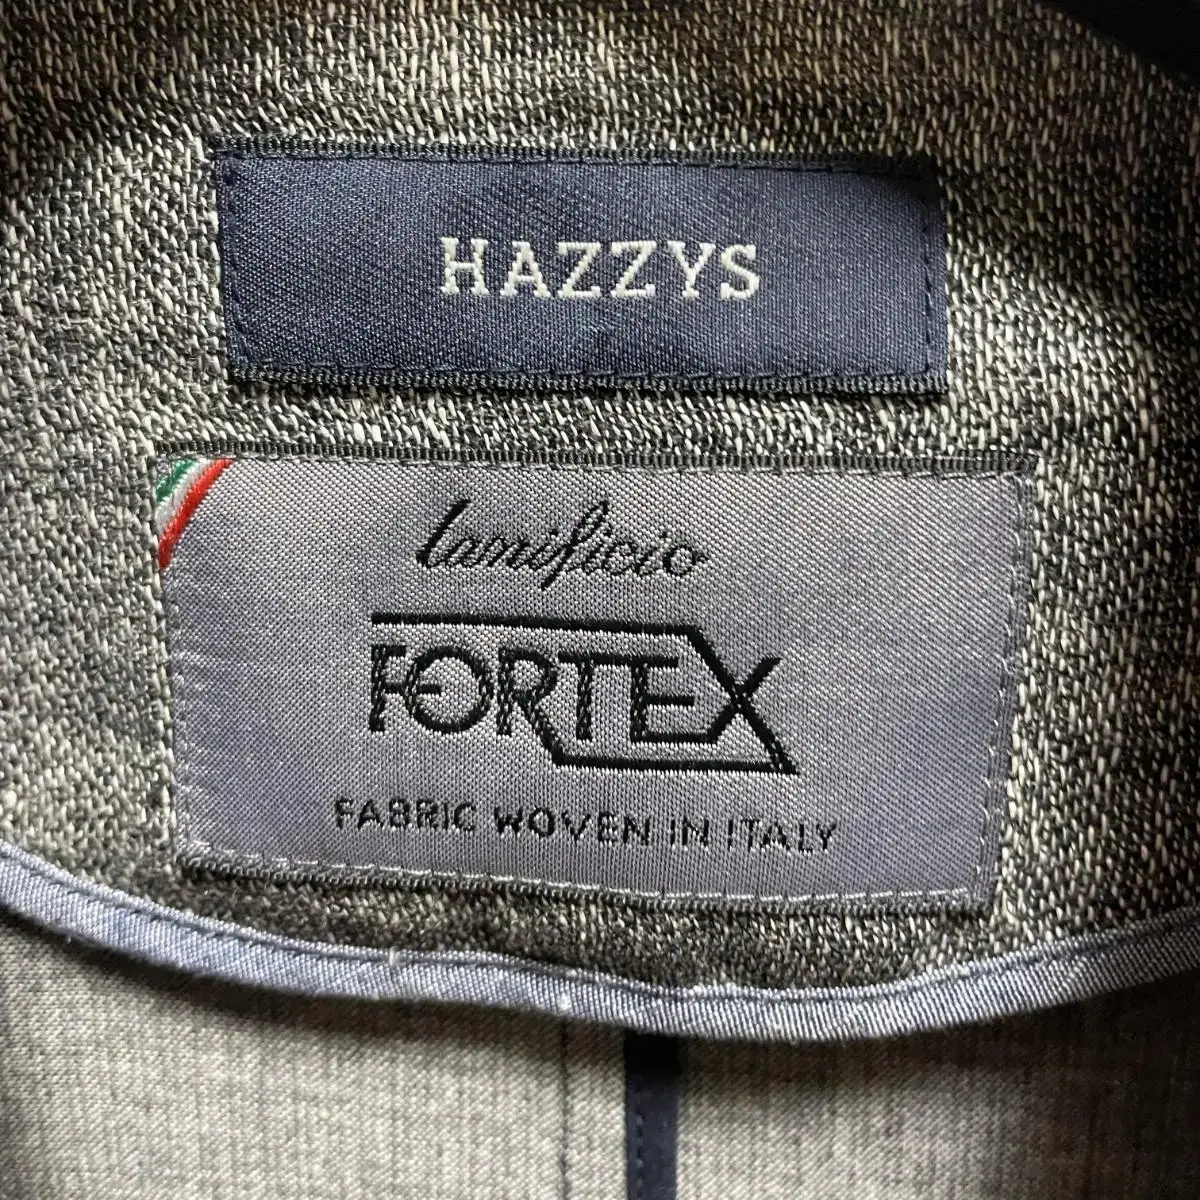 HAZZYS
lanificio
FORTEX
FABRIC WOVEN IN ITALY